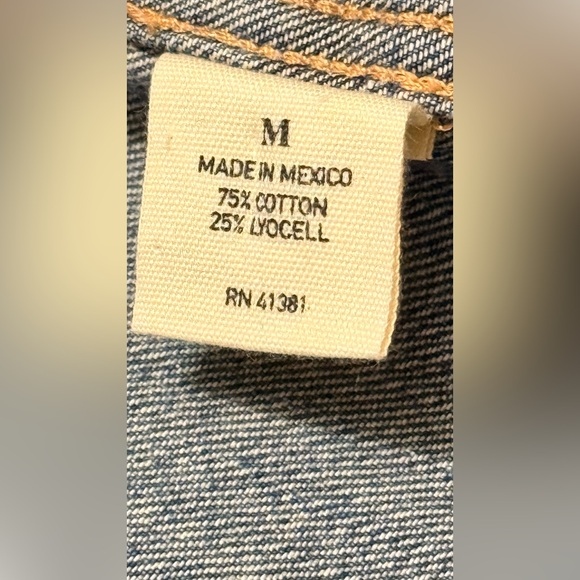 M
MADE IN MEXICO
75% COTTON
25% LYOCELL
RN 41381